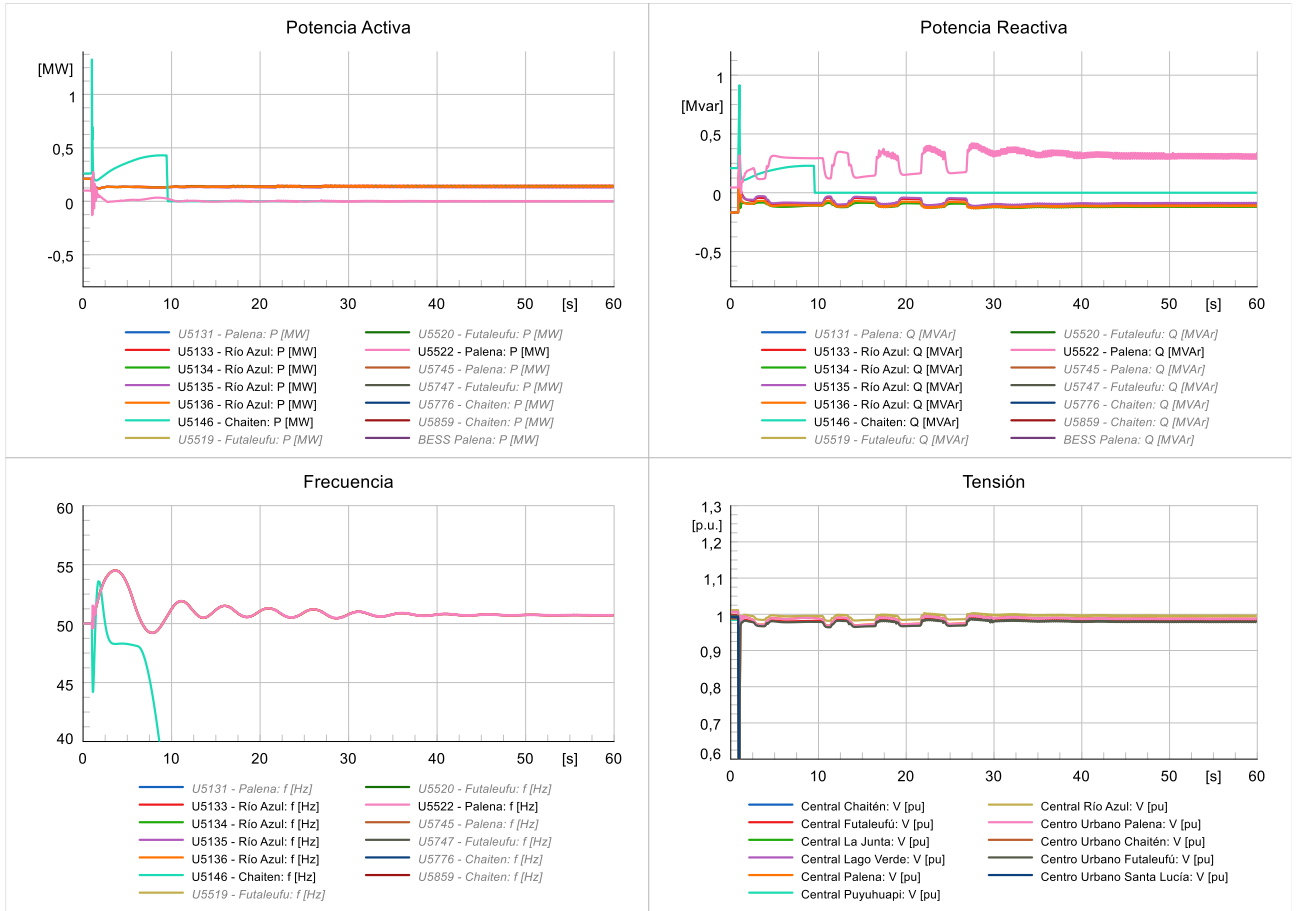 Potencia Activa
[MW]
1
0,5
0
-0,5
0 10 20 30 40 50 [s] 60
U5131 - Palena: P [MW]
U5133 - Río Azul: P [MW]
U5134 - Río Azul: P [MW]
U5135 - Río Azul: P [MW]
U5136 - Río Azul: P [MW]
U5146 - Chaiten: P [MW]
U5519 - Futaleufu: P [MW]
U5520 - Futaleufu: P [MW]
U5522 - Palena: P [MW]
U5745 - Palena: P [MW]
U5747 - Futaleufu: P [MW]
U5776 - Chaiten: P [MW]
U5859 - Chaiten: P [MW]
BESS Palena: P [MW]
Potencia Reactiva
1
[Mvar]
0,5
0
-0,5
0 10 20 30 40 50 [s] 60
U5131 - Palena: Q [MVAr]
U5133 - Río Azul: Q [MVAr]
U5134 - Río Azul: Q [MVAr]
U5135 - Río Azul: Q [MVAr]
U5136 - Río Azul: Q [MVAr]
U5146 - Chaiten: Q [MVAr]
U5519 - Futaleufu: Q [MVAr]
U5520 - Futaleufu: Q [MVAr]
U5522 - Palena: Q [MVAr]
U5745 - Palena: Q [MVAr]
U5747 - Futaleufu: Q [MVAr]
U5776 - Chaiten: Q [MVAr]
U5859 - Chaiten: Q [MVAr]
BESS Palena: Q [MVAr]
Frecuencia
60
55
50
45
40
0 10 20 30 40 50 [s] 60
U5131 - Palena: f [Hz]
U5133 - Río Azul: f [Hz]
U5134 - Río Azul: f [Hz]
U5135 - Río Azul: f [Hz]
U5136 - Río Azul: f [Hz]
U5146 - Chaiten: f [Hz]
U5519 - Futaleufu: f [Hz]
U5520 - Futaleufu: f [Hz]
U5522 - Palena: f [Hz]
U5745 - Palena: f [Hz]
U5747 - Futaleufu: f [Hz]
U5776 - Chaiten: f [Hz]
U5859 - Chaiten: f [Hz]
Tensión
1,3
[p.u.]
1,2
1,1
1
0,9
0,8
0,7
0,6
0 10 20 30 40 50 [s] 60
Central Chaitén: V [pu]
Central Futaleufú: V [pu]
Central La Junta: V [pu]
Central Lago Verde: V [pu]
Central Palena: V [pu]
Central Puyuhuapi: V [pu]
Central Río Azul: V [pu]
Centro Urbano Palena: V [pu]
Centro Urbano Chaitén: V [pu]
Centro Urbano Futaleufú: V [pu]
Centro Urbano Santa Lucía: V [pu]